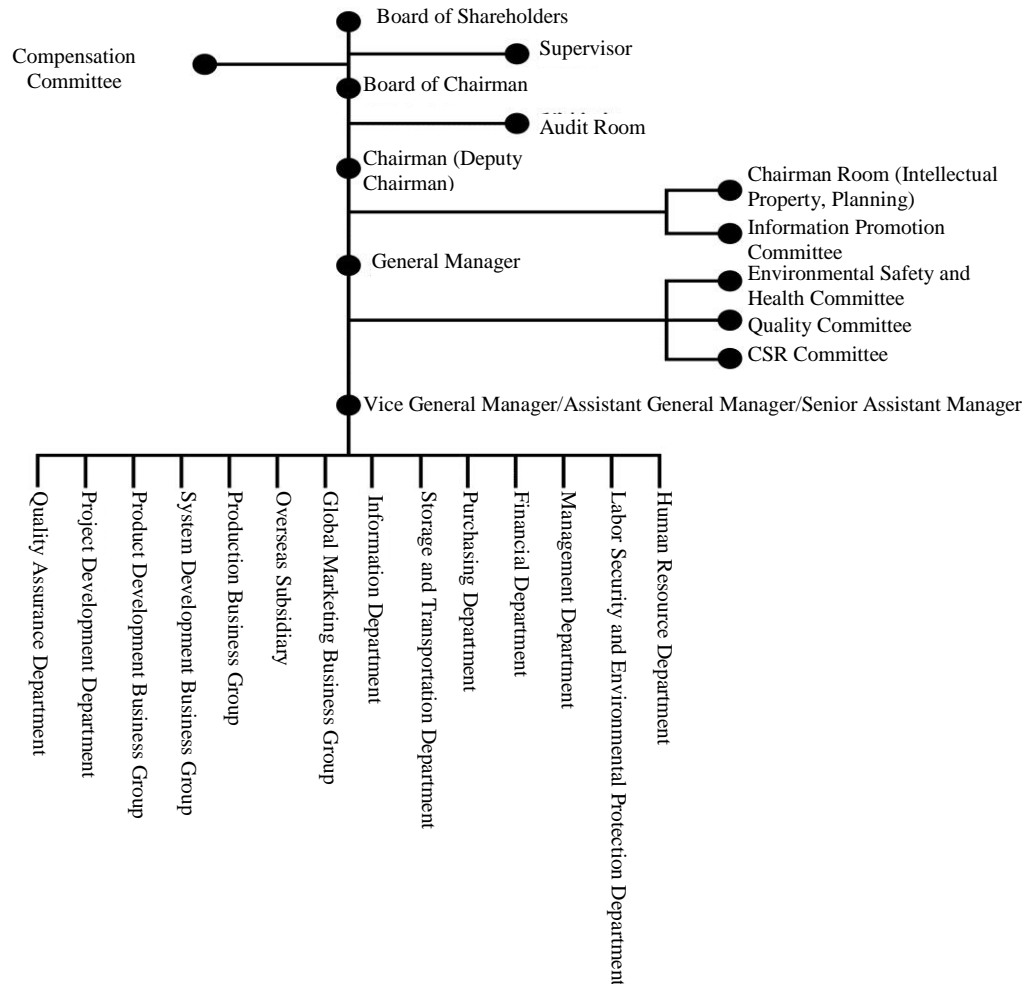 Board of Shareholders
Supervisor
Compensation
Committee
Board of Chairman
Audit Room
Chairman (Deputy
Chairman)
Chairman Room (Intellectual
Property, Planning)
Information Promotion
Committee
General Manager
Environmental Safety and
Health Committee
Quality Committee
CSR Committee
Vice General Manager/Assistant General Manager/Senior Assistant Manager
Quality Assurance Department
Project Development Department
Product Development Business Group
System Development Business Group
Production Business Group
Overseas Subsidiary
Global Marketing Business Group
Information Department
Storage and Transportation Department
Purchasing Department
Financial Department
Management Department
Labor Security and Environmental Protection Department
Human Resource Department